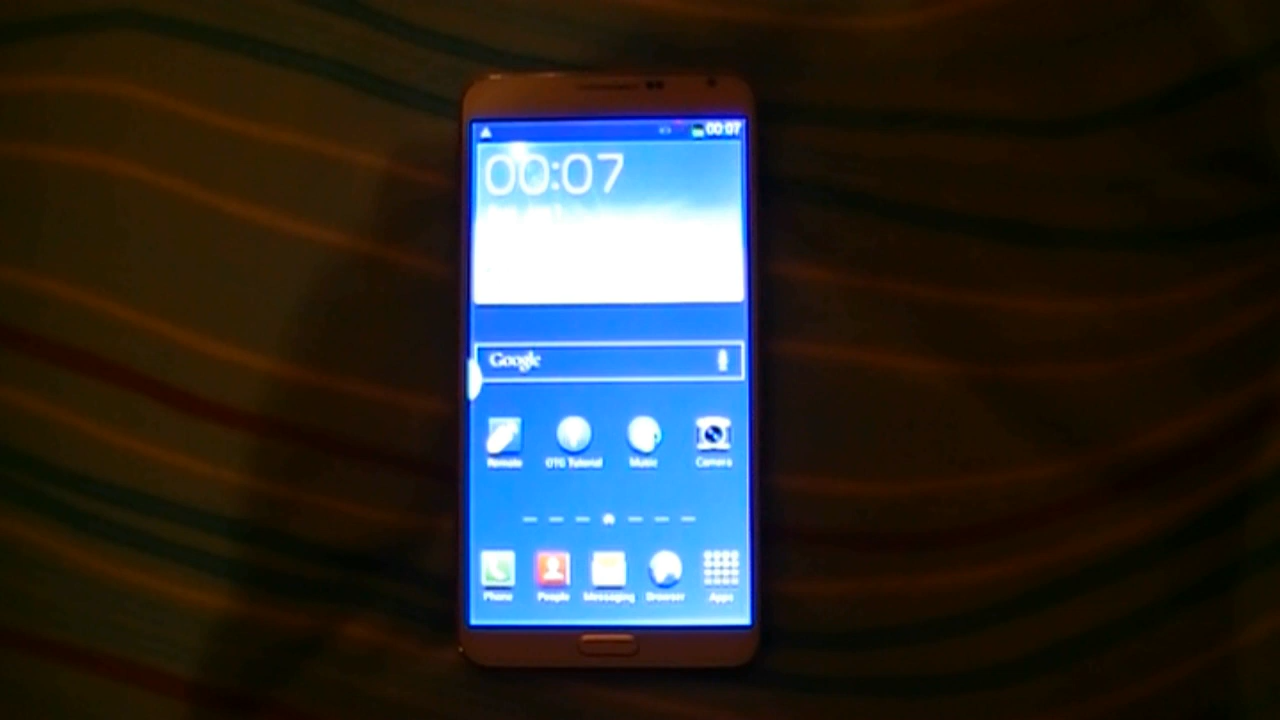 00:07
00:07
Google
Remote OTG Tutorial Music Camera
Phone People Messaging Browser Apps